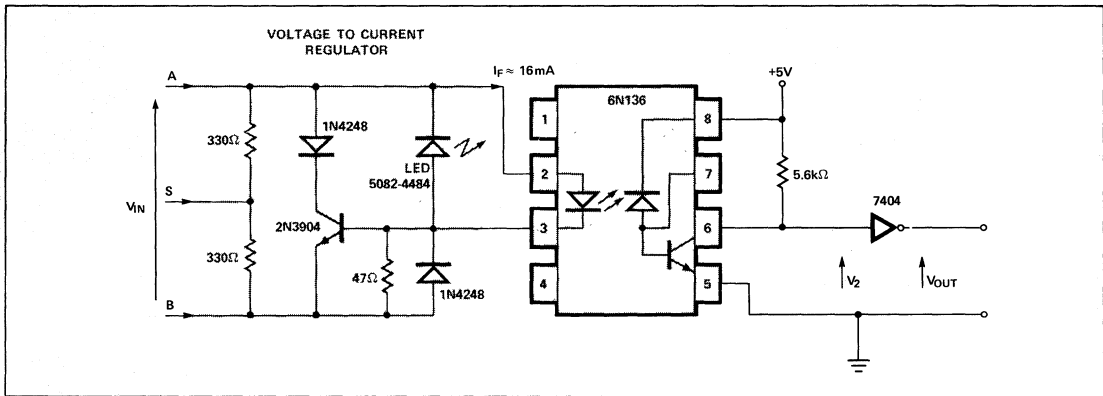 VOLTAGE TO CURRENT
REGULATOR
A
I_F ≈ 16mA
+5V
6N136
1N4248
330Ω
LED
5082-4484
1
2
3
4
8
7
6
5
5.6kΩ
7404
S
V_IN
2N3904
330Ω
47Ω
1N4248
B
V_2
V_OUT